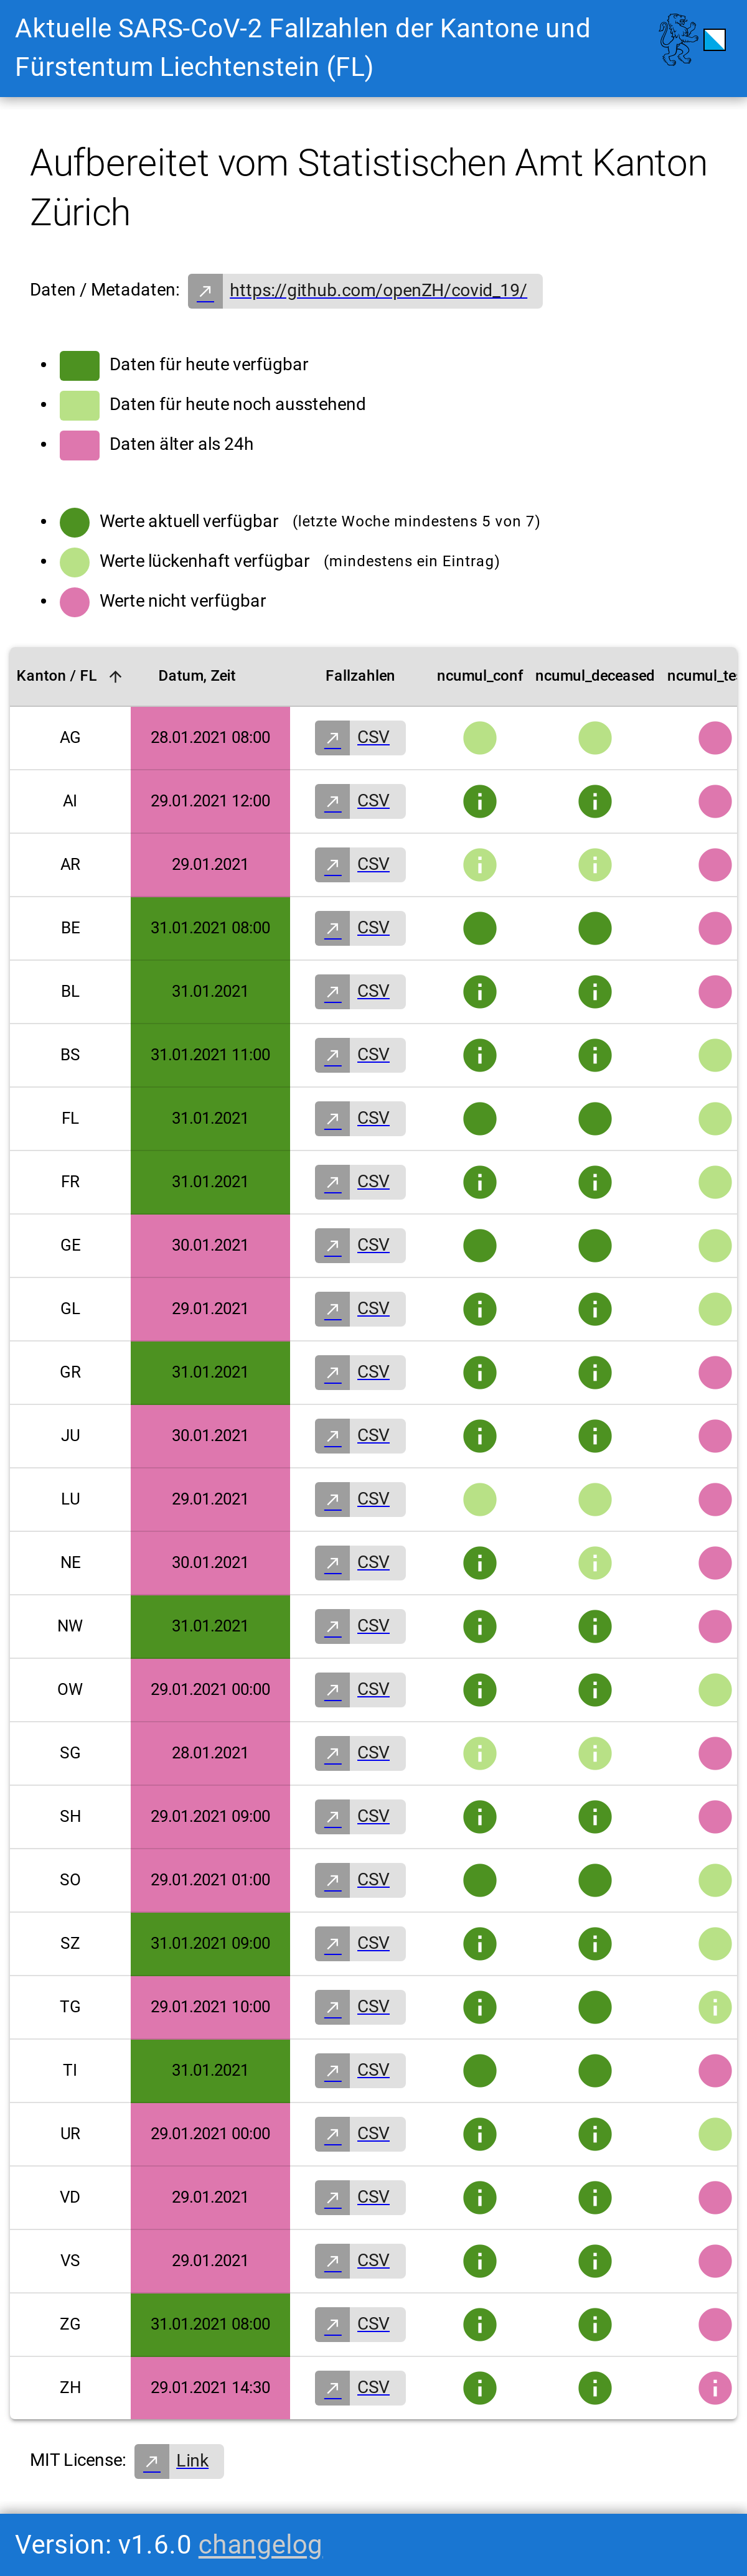 Aktuelle SARS-CoV-2 Fallzahlen der Kantone und
Fürstentum Liechtenstein (FL)
Aufbereitet vom Statistischen Amt Kanton
Zürich
Daten / Metadaten: https://github.com/openZH/covid_19/
Daten für heute verfügbar
Daten für heute noch ausstehend
Daten älter als 24h
Werte aktuell verfügbar (letzte Woche mindestens 5 von 7)
Werte lückenhaft verfügbar (mindestens ein Eintrag)
Werte nicht verfügbar
Kanton / FL Datum, Zeit Fallzahlen ncumul_conf ncumul_deceased
AG 28.01.2021 08:00 CSV
AI 29.01.2021 12:00 CSV
AR 29.01.2021 CSV
BE 31.01.2021 08:00 CSV
BL 31.01.2021 CSV
BS 31.01.2021 11:00 CSV
FL 31.01.2021 CSV
FR 31.01.2021 CSV
GE 30.01.2021 CSV
GL 29.01.2021 CSV
GR 31.01.2021 CSV
JU 30.01.2021 CSV
LU 29.01.2021 CSV
NE 30.01.2021 CSV
NW 31.01.2021 CSV
OW 29.01.2021 00:00 CSV
SG 28.01.2021 CSV
SH 29.01.2021 09:00 CSV
SO 29.01.2021 01:00 CSV
SZ 31.01.2021 09:00 CSV
TG 29.01.2021 10:00 CSV
TI 31.01.2021 CSV
UR 29.01.2021 00:00 CSV
VD 29.01.2021 CSV
VS 29.01.2021 CSV
ZG 31.01.2021 08:00 CSV
ZH 29.01.2021 14:30 CSV
MIT License: Link
Version: v1.6.0 changelog